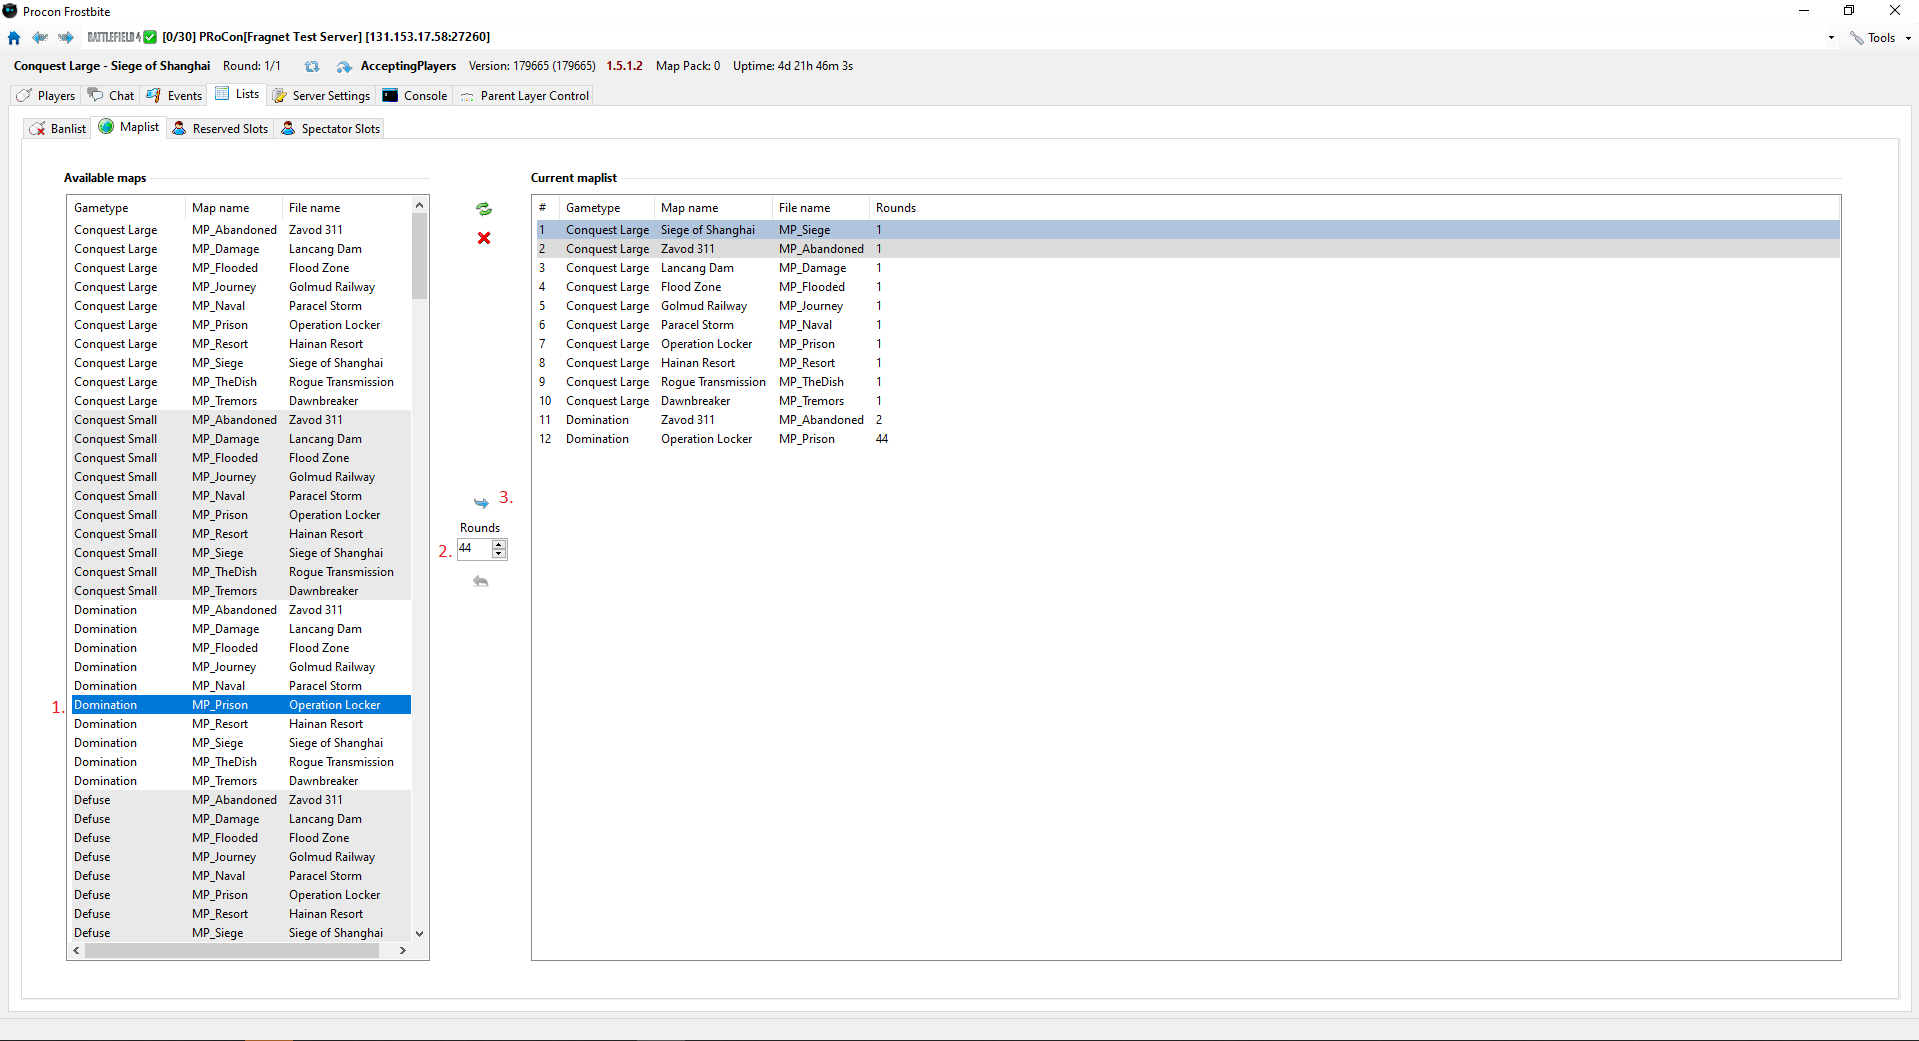 Procon Frostbite
BATTLEFIELD 4 [0/30] PRoCon[Fragnet Test Server] [131.153.17.58:27260] Tools
Conquest Large - Siege of Shanghai Round: 1/1 AcceptingPlayers Version: 179665 (179665) 1.5.1.2 Map Pack: 0 Uptime: 4d 21h 46m 3s
Players Chat Events Lists Server Settings Console Parent Layer Control
Banlist Maplist Reserved Slots Spectator Slots
Available maps
Gametype Map name File name
Conquest Large MP_Abandoned Zavod 311
Conquest Large MP_Damage Lancang Dam
Conquest Large MP_Flooded Flood Zone
Conquest Large MP_Journey Golmud Railway
Conquest Large MP_Naval Paracel Storm
Conquest Large MP_Prison Operation Locker
Conquest Large MP_Resort Hainan Resort
Conquest Large MP_Siege Siege of Shanghai
Conquest Large MP_TheDish Rogue Transmission
Conquest Large MP_Tremors Dawnbreaker
Conquest Small MP_Abandoned Zavod 311
Conquest Small MP_Damage Lancang Dam
Conquest Small MP_Flooded Flood Zone
Conquest Small MP_Journey Golmud Railway
Conquest Small MP_Naval Paracel Storm
Conquest Small MP_Prison Operation Locker
Conquest Small MP_Resort Hainan Resort
Conquest Small MP_Siege Siege of Shanghai
Conquest Small MP_TheDish Rogue Transmission
Conquest Small MP_Tremors Dawnbreaker
Domination MP_Abandoned Zavod 311
Domination MP_Damage Lancang Dam
Domination MP_Flooded Flood Zone
Domination MP_Journey Golmud Railway
Domination MP_Naval Paracel Storm
1. Domination MP_Prison Operation Locker
Domination MP_Resort Hainan Resort
Domination MP_Siege Siege of Shanghai
Domination MP_TheDish Rogue Transmission
Domination MP_Tremors Dawnbreaker
Defuse MP_Abandoned Zavod 311
Defuse MP_Damage Lancang Dam
Defuse MP_Flooded Flood Zone
Defuse MP_Journey Golmud Railway
Defuse MP_Naval Paracel Storm
Defuse MP_Prison Operation Locker
Defuse MP_Resort Hainan Resort
Defuse MP_Siege Siege of Shanghai
3.
Rounds
2. 44
Current maplist
# Gametype Map name File name Rounds
1 Conquest Large Siege of Shanghai MP_Siege 1
2 Conquest Large Zavod 311 MP_Abandoned 1
3 Conquest Large Lancang Dam MP_Damage 1
4 Conquest Large Flood Zone MP_Flooded 1
5 Conquest Large Golmud Railway MP_Journey 1
6 Conquest Large Paracel Storm MP_Naval 1
7 Conquest Large Operation Locker MP_Prison 1
8 Conquest Large Hainan Resort MP_Resort 1
9 Conquest Large Rogue Transmission MP_TheDish 1
10 Conquest Large Dawnbreaker MP_Tremors 1
11 Domination Zavod 311 MP_Abandoned 2
12 Domination Operation Locker MP_Prison 44